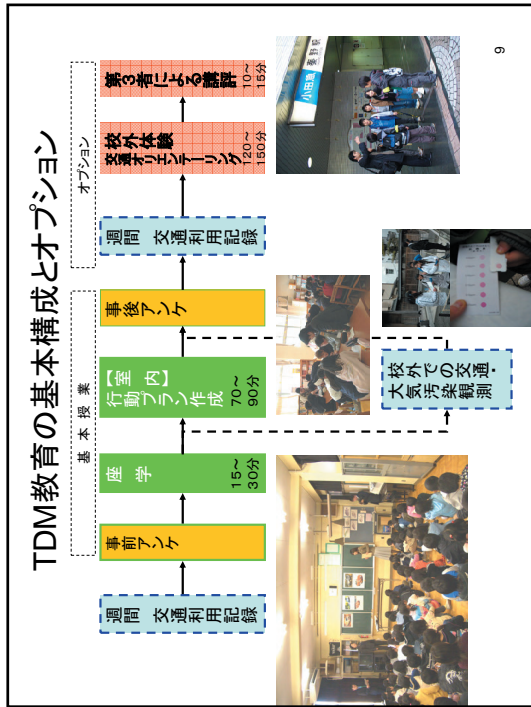 TDM教育の基本構成とオプション
基本授業
オプション
週間 交通利用記録
事前アンケ
座学
15～
30分
【室内】
行動プラン作成
70～
90分
事後アンケ
週間 交通利用記録
校外体験
交通オリエンテーリング
120～
150分
第3者による講評
10～
15分
校外での交通・
大気汚染観測
小田急 秦野駅
9